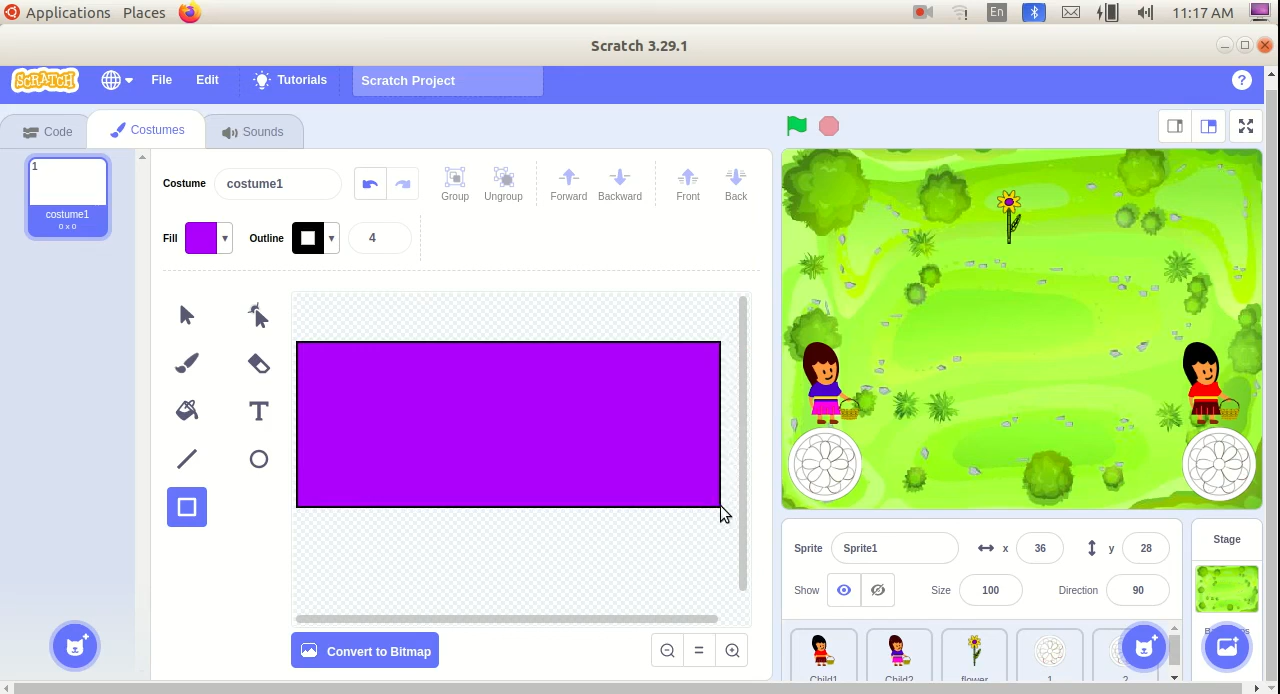 Applications Places En 11:17 AM
Scratch 3.29.1
SCRATCH File Edit Tutorials Scratch Project ?
Code Costumes Sounds
1
costume1
0 x 0
Costume costume1 Group Ungroup Forward Backward Front Back
Fill Outline 4
Convert to Bitmap
Sprite Sprite1 x 36 y 28
Show Size 100 Direction 90
Child1 Child2 flower 1 2
Stage